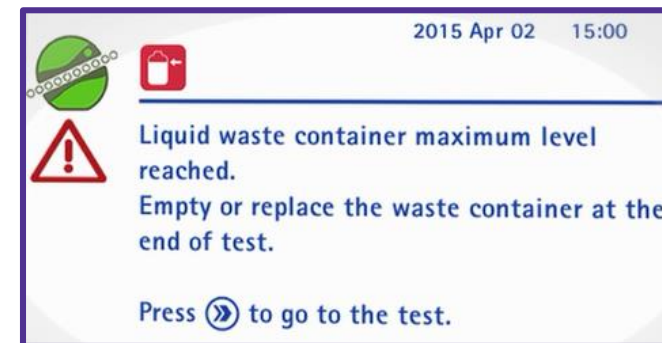 2015 Apr 02 15:00
Liquid waste container maximum level
reached.
Empty or replace the waste container at the
end of test.
Press to go to the test.